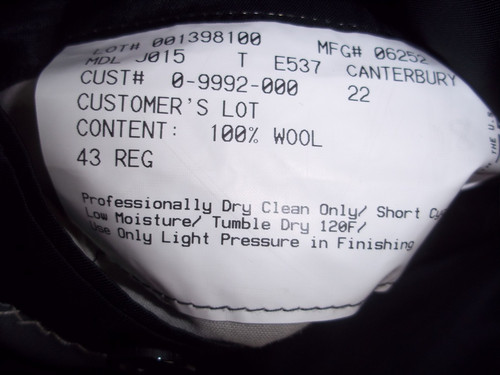 LOT# 001398100 MFG# 06252
MDL J015 T E537 CANTERBURY
CUST# 0-9992-000 22
CUSTOMER'S LOT
CONTENT: 100% WOOL
43 REG
Professionally Dry Clean Only/ Short
Low Moisture/ Tumble Dry 120F/
Use Only Light Pressure in Finishing
THE U.S.